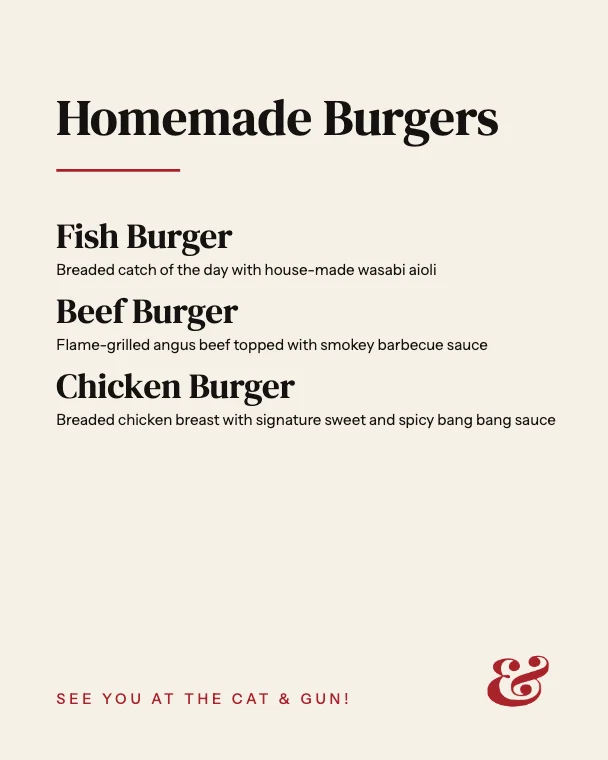 Homemade Burgers
Fish Burger
Breaded catch of the day with house-made wasabi aioli
Beef Burger
Flame-grilled angus beef topped with smokey barbecue sauce
Chicken Burger
Breaded chicken breast with signature sweet and spicy bang bang sauce
SEE YOU AT THE CAT & GUN!
&